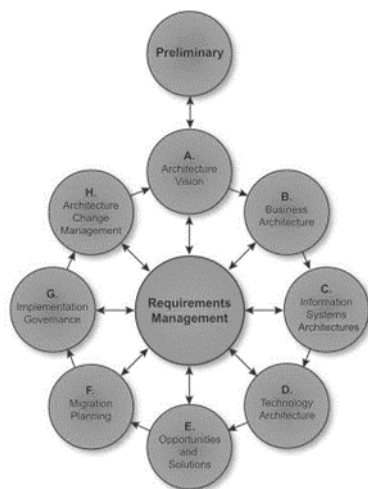 Preliminary
A.
Architecture
Vision
B.
Business
Architecture
C.
Information
Systems
Architectures
D.
Technology
Architecture
E.
Opportunities
and
Solutions
F.
Migration
Planning
G.
Implementation
Governance
H.
Architecture
Change
Management
Requirements
Management